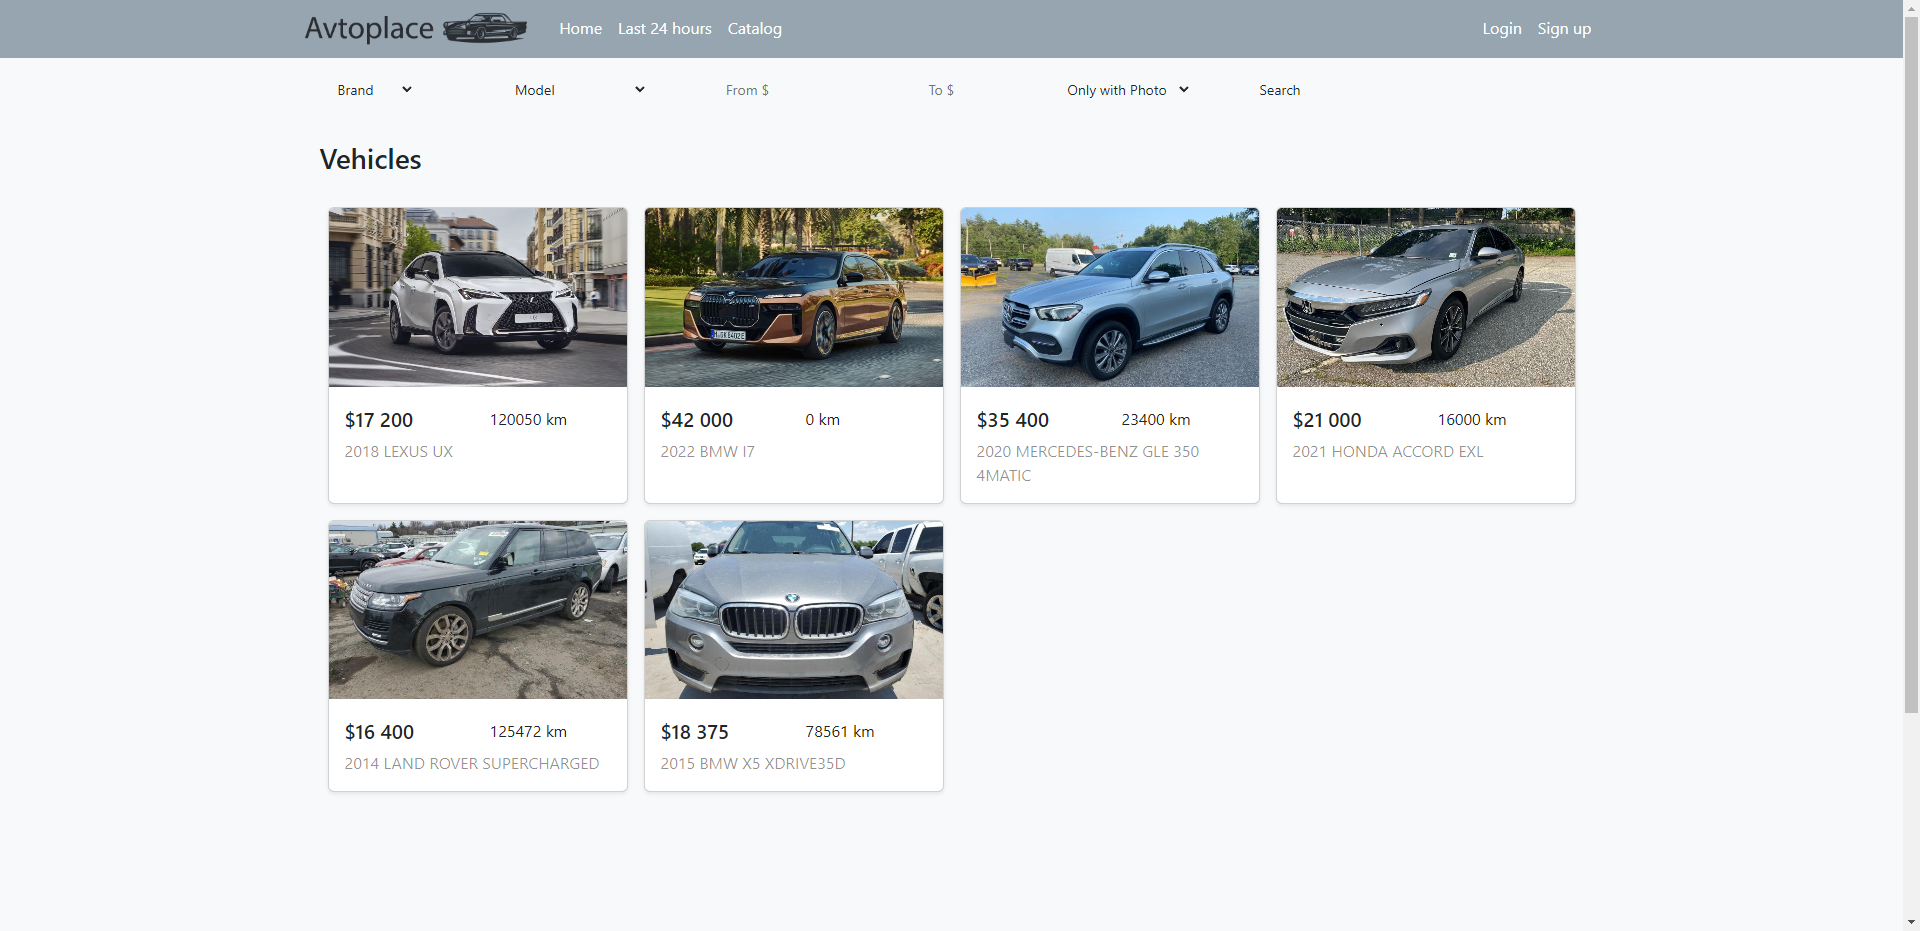 Avtoplace
Home Last 24 hours Catalog
Login Sign up
Brand Model From $ To $ Only with Photo Search
Vehicles
$17 200 120050 km
2018 LEXUS UX
$42 000 0 km
2022 BMW I7
$35 400 23400 km
2020 MERCEDES-BENZ GLE 350
4MATIC
$21 000 16000 km
2021 HONDA ACCORD EXL
$16 400 125472 km
2014 LAND ROVER SUPERCHARGED
$18 375 78561 km
2015 BMW X5 XDRIVE35D